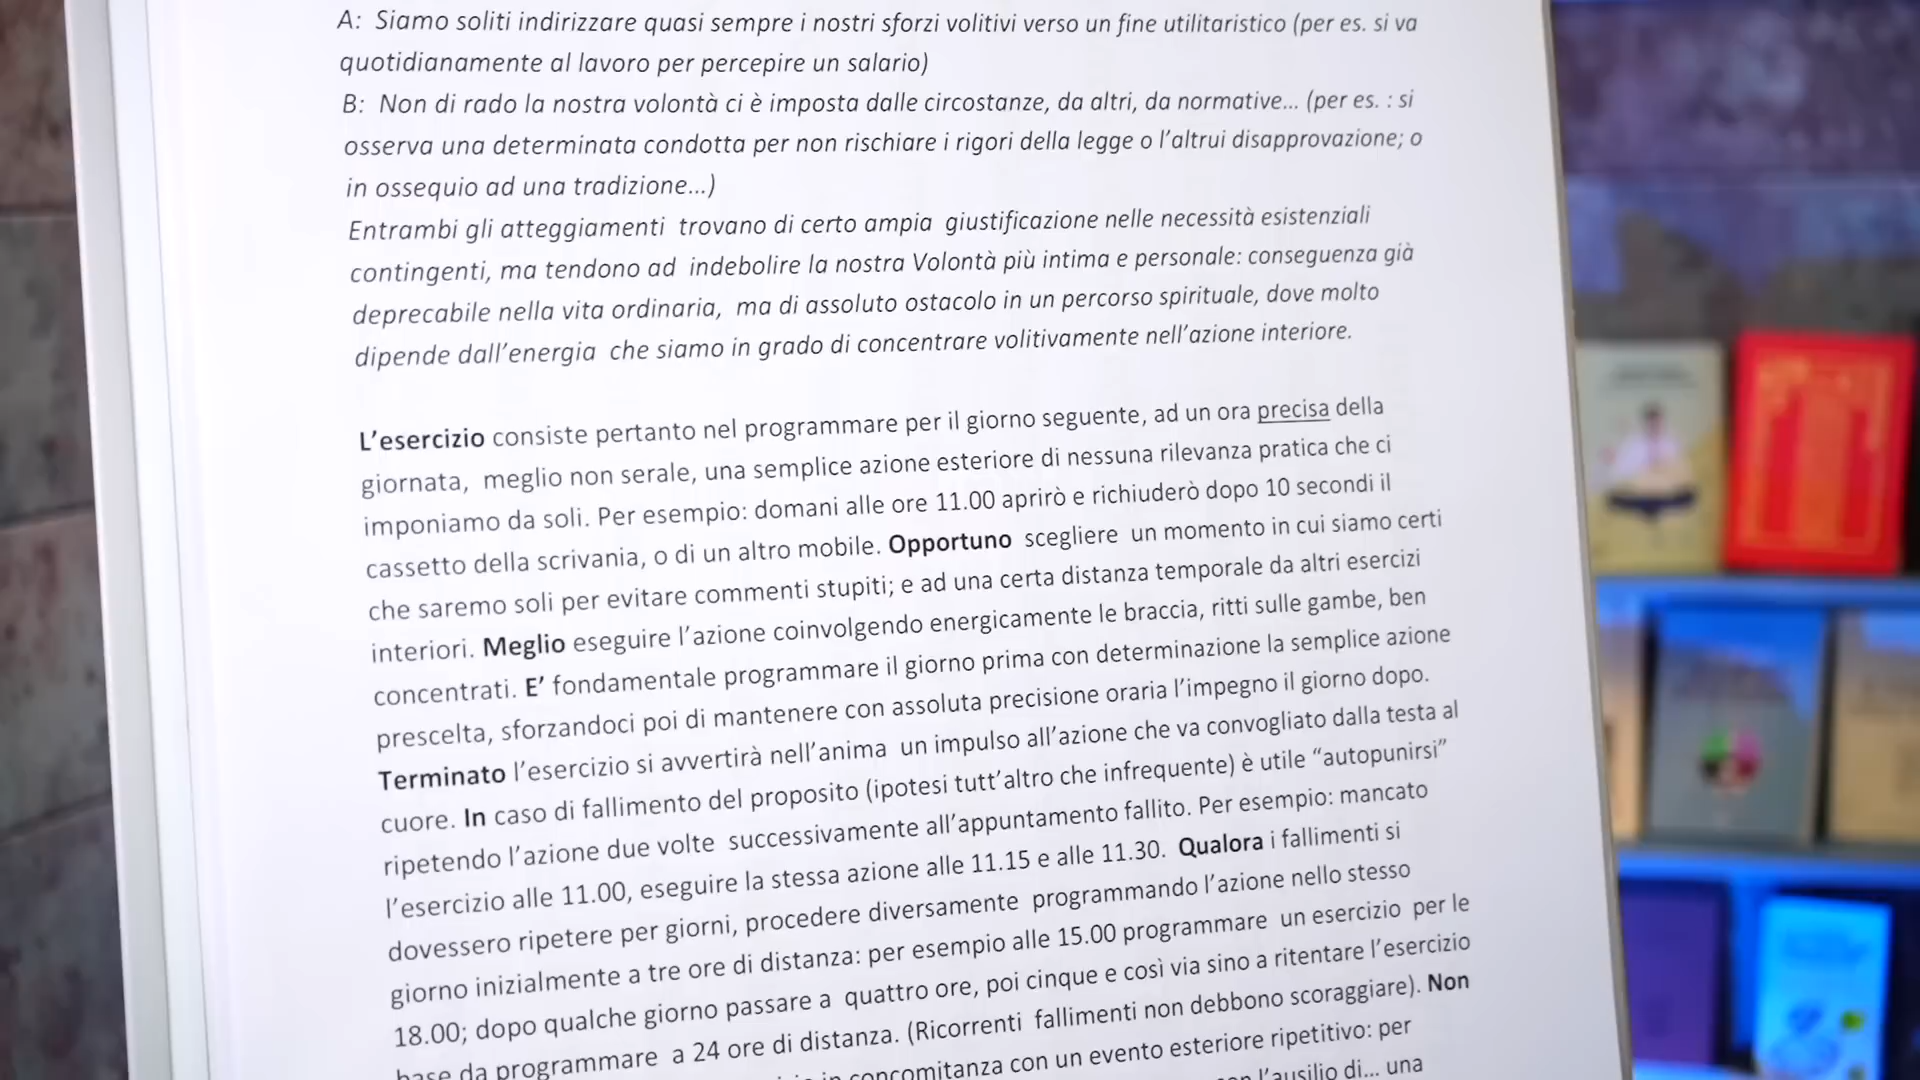 A: Siamo soliti indirizzare quasi sempre i nostri sforzi volitivi verso un fine utilitaristico (per es. si va
quotidianamente al lavoro per percepire un salario)
B: Non di rado la nostra volontà ci è imposta dalle circostanze, da altri, da normative... (per es. : si
osserva una determinata condotta per non rischiare i rigori della legge o l'altrui disapprovazione; o
in ossequio ad una tradizione...)
Entrambi gli atteggiamenti trovano di certo ampia giustificazione nelle necessità esistenziali
contingenti, ma tendono ad indebolire la nostra Volontà più intima e personale: conseguenza già
deprecabile nella vita ordinaria, ma di assoluto ostacolo in un percorso spirituale, dove molto
dipende dall'energia che siamo in grado di concentrare volitivamente nell'azione interiore.
L'esercizio consiste pertanto nel programmare per il giorno seguente, ad un ora precisa della
giornata, meglio non serale, una semplice azione esteriore di nessuna rilevanza pratica che ci
imponiamo da soli. Per esempio: domani alle ore 11.00 aprirò e richiuderò dopo 10 secondi il
cassetto della scrivania, o di un altro mobile. Opportuno scegliere un momento in cui siamo certi
che saremo soli per evitare commenti stupiti; e ad una certa distanza temporale da altri esercizi
interiori. Meglio eseguire l'azione coinvolgendo energicamente le braccia, ritti sulle gambe, ben
concentrati. E' fondamentale programmare il giorno prima con determinazione la semplice azione
prescelta, sforzandoci poi di mantenere con assoluta precisione oraria l'impegno il giorno dopo.
Terminato l'esercizio si avvertirà nell'anima un impulso all'azione che va convogliato dalla testa al
cuore. In caso di fallimento del proposito (ipotesi tutt'altro che infrequente) è utile “autopunirsi”
ripetendo l'azione due volte successivamente all'appuntamento fallito. Per esempio: mancato
l'esercizio alle 11.00, eseguire la stessa azione alle 11.15 e alle 11.30. Qualora i fallimenti si
dovessero ripetere per giorni, procedere diversamente programmando l'azione nello stesso
giorno inizialmente a tre ore di distanza: per esempio alle 15.00 programmare un esercizio per le
18.00; dopo qualche giorno passare a quattro ore, poi cinque e così via sino a ritentare l'esercizio
base da programmare a 24 ore di distanza. (Ricorrenti fallimenti non debbono scoraggiare). Non
in concomitanza con un evento esteriore ripetitivo: per
l'ausilio di... una